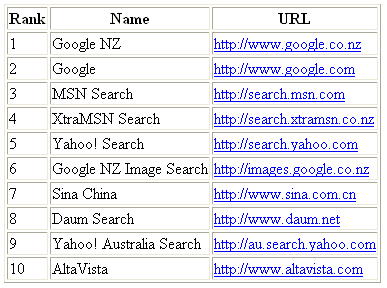 Rank Name URL
1 Google NZ http://www.google.co.nz
2 Google http://www.google.com
3 MSN Search http://search.msn.com
4 XtraMSN Search http://search.xtramsn.co.nz
5 Yahoo! Search http://search.yahoo.com
6 Google NZ Image Search http://images.google.co.nz
7 Sina China http://www.sina.com.cn
8 Daum Search http://www.daum.net
9 Yahoo! Australia Search http://au.search.yahoo.com
10 AltaVista http://www.altavista.com